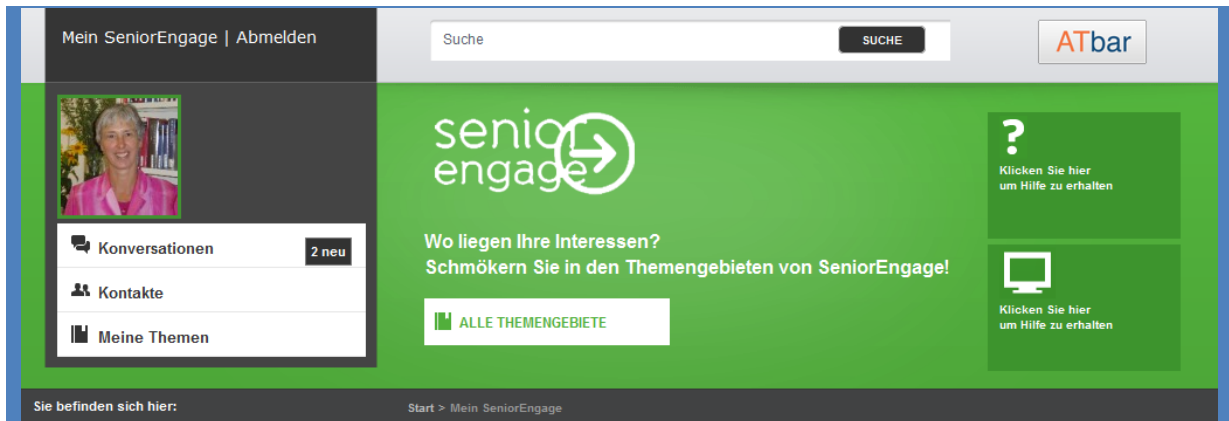 Mein SeniorEngage | Abmelden
Suche
SUCHE
ATbar
senior
engage
?
Klicken Sie hier
um Hilfe zu erhalten
Konversationen
2 neu
Kontakte
Meine Themen
Wo liegen Ihre Interessen?
Schmökern Sie in den Themengebieten von SeniorEngage!
ALLE THEMENGEBIETE
Klicken Sie hier
um Hilfe zu erhalten
Sie befinden sich hier:
Start > Mein SeniorEngage